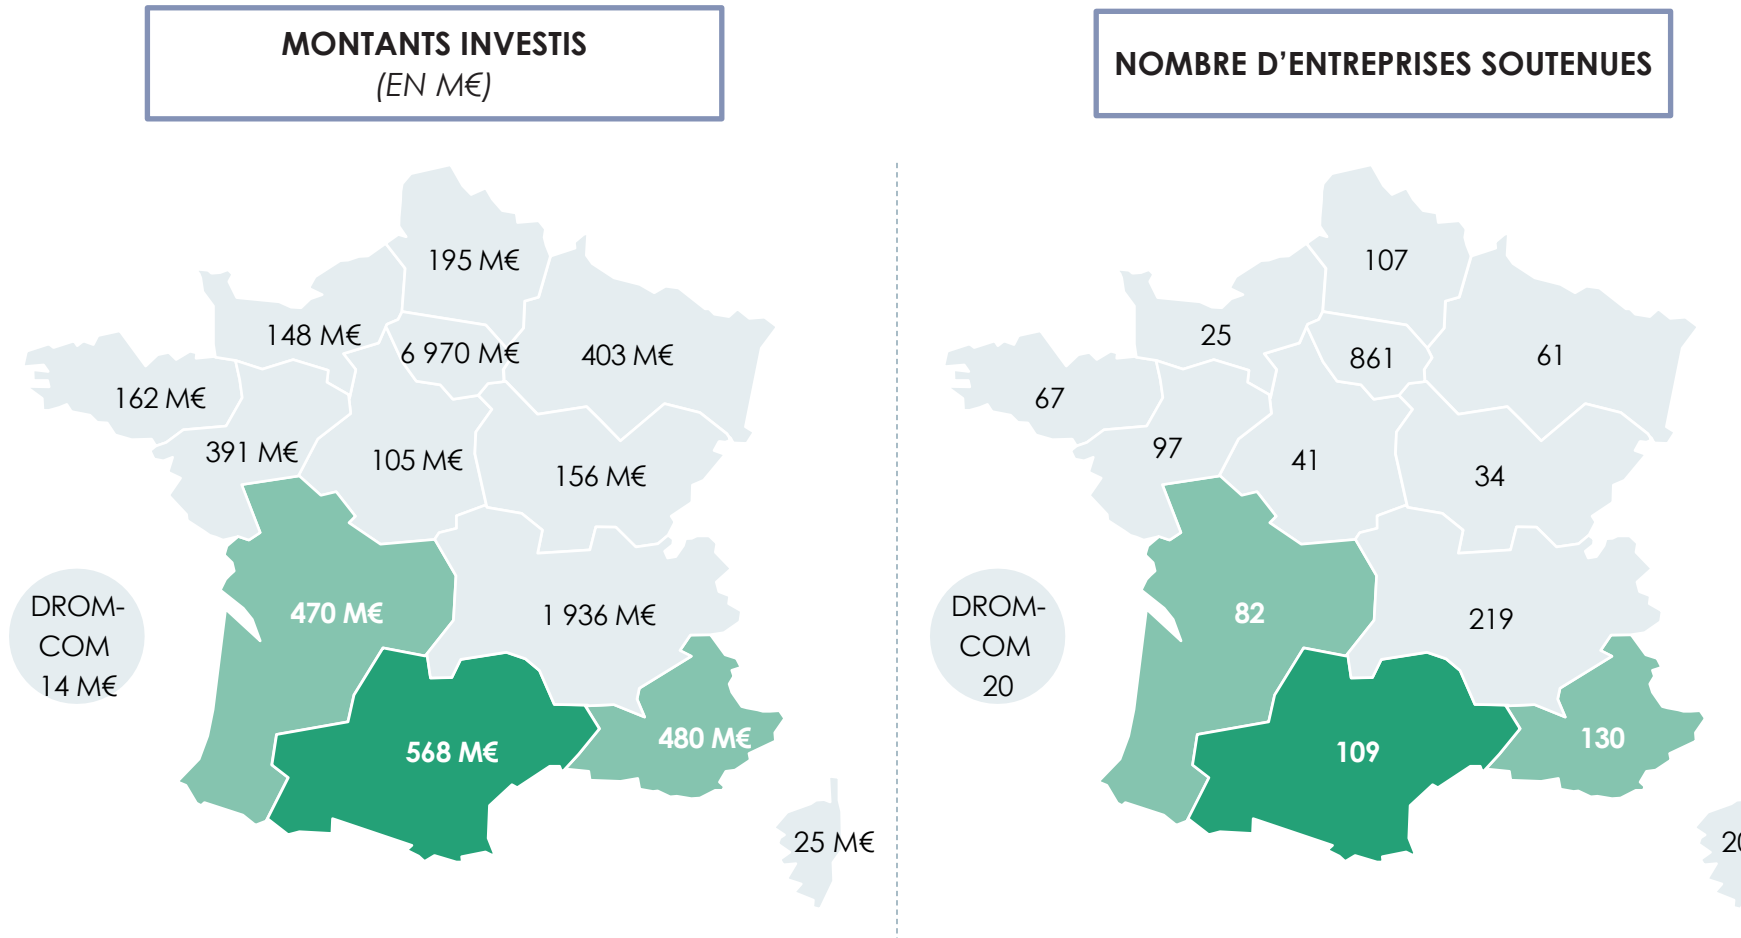 MONTANTS INVESTIS
(EN M€)
195 M€
148 M€
6 970 M€
403 M€
162 M€
391 M€
105 M€
156 M€
DROM-
COM
14 M€
470 M€
1 936 M€
568 M€
480 M€
25 M€
NOMBRE D’ENTREPRISES SOUTENUES
107
25
861
61
67
97
41
34
DROM-
COM
20
82
219
109
130